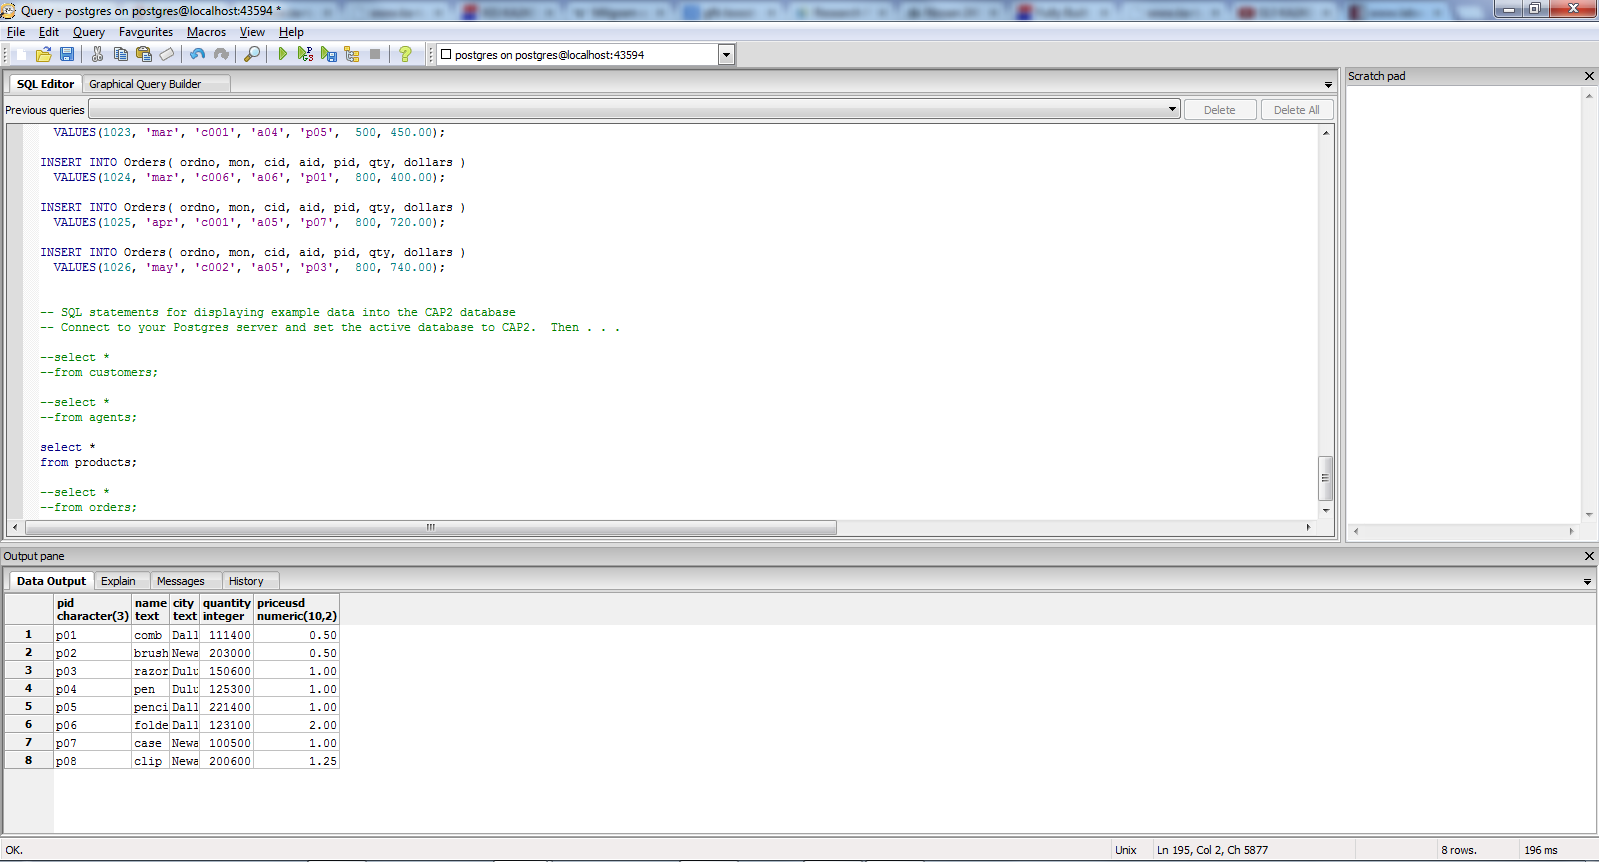 Query - postgres on postgres@localhost:43594 *
File Edit Query Favourites Macros View Help
postgres on postgres@localhost:43594
SQL Editor Graphical Query Builder
Scratch pad
Previous queries Delete Delete All
VALUES(1023, 'mar', 'c001', 'a04', 'p05', 500, 450.00);
INSERT INTO Orders( ordno, mon, cid, aid, pid, qty, dollars )
VALUES(1024, 'mar', 'c006', 'a06', 'p01', 800, 400.00);
INSERT INTO Orders( ordno, mon, cid, aid, pid, qty, dollars )
VALUES(1025, 'apr', 'c001', 'a05', 'p07', 800, 720.00);
INSERT INTO Orders( ordno, mon, cid, aid, pid, qty, dollars )
VALUES(1026, 'may', 'c002', 'a05', 'p03', 800, 740.00);
-- SQL statements for displaying example data into the CAP2 database
-- Connect to your Postgres server and set the active database to CAP2. Then . . .
--select *
--from customers;
--select *
--from agents;
select *
from products;
--select *
--from orders;
Output pane
Data Output Explain Messages History
pid name city quantity priceusd
character(3) text text integer numeric(10,2)
1 p01 comb Dall 111400 0.50
2 p02 brush Newa 203000 0.50
3 p03 razor Dulu 150600 1.00
4 p04 pen Dulu 125300 1.00
5 p05 penci Dall 221400 1.00
6 p06 folde Dall 123100 2.00
7 p07 case Newa 100500 1.00
8 p08 clip Newa 200600 1.25
OK. Unix Ln 195, Col 2, Ch 5877 8 rows. 196 ms